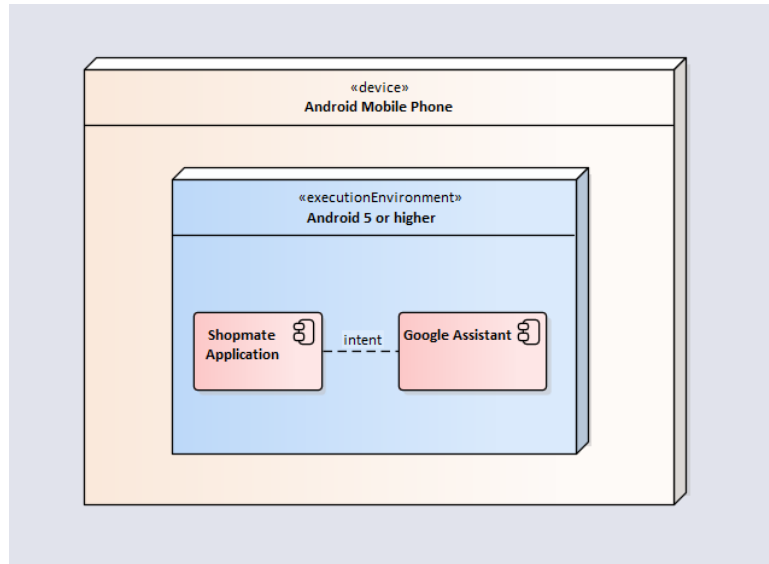 «device»
Android Mobile Phone
«executionEnvironment»
Android 5 or higher
Shopmate
Application
intent
Google Assistant